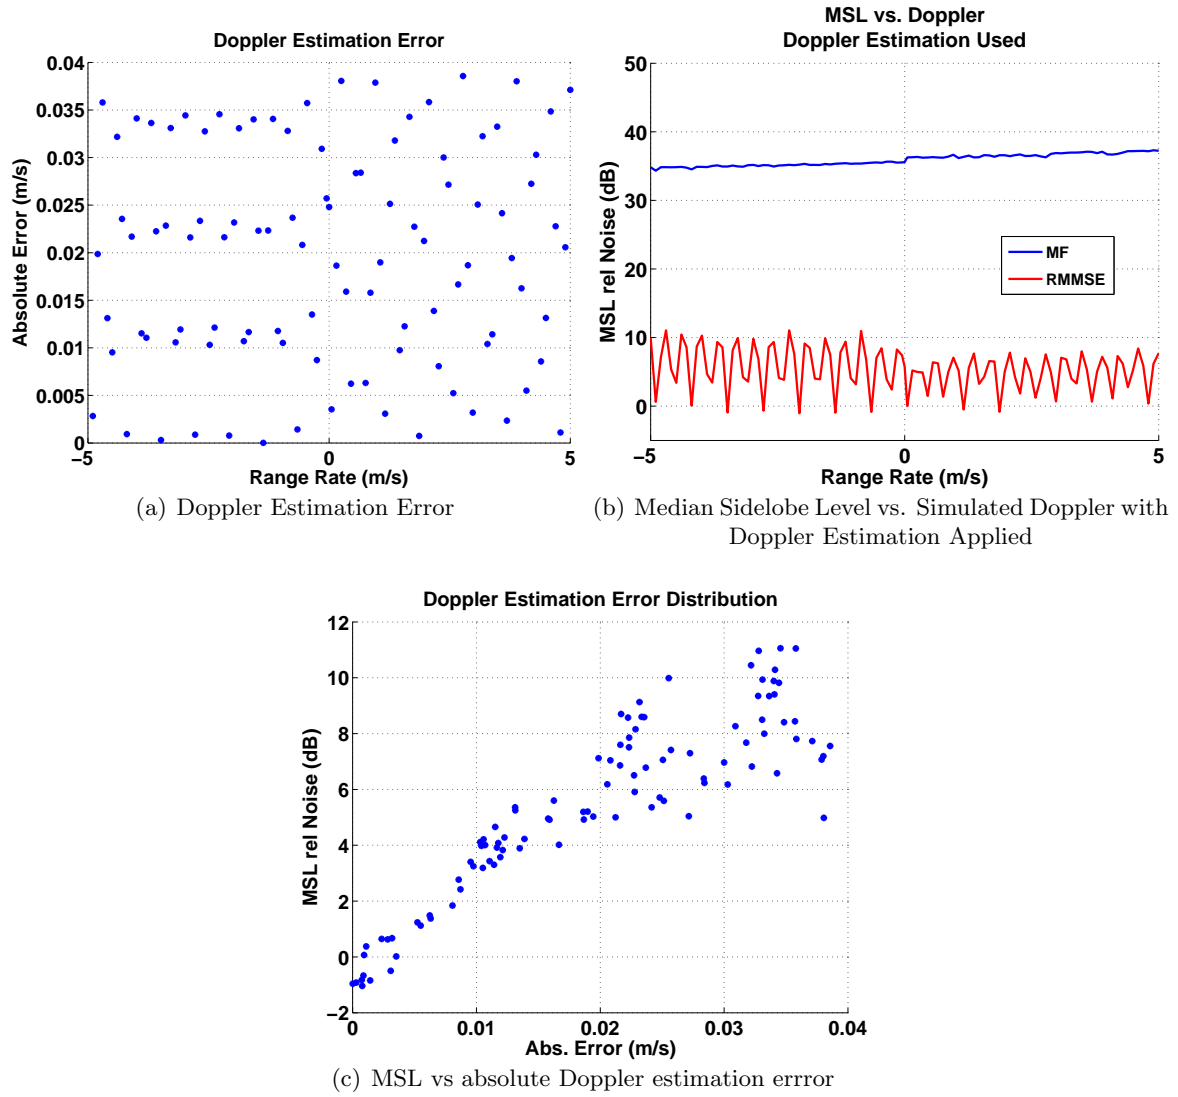 Doppler Estimation Error
0.04
0.035
0.03
0.025
0.02
0.015
0.01
0.005
0
Absolute Error (m/s)
−5
0
5
Range Rate (m/s)
(a) Doppler Estimation Error
MSL vs. Doppler
Doppler Estimation Used
50
40
30
20
10
0
MSL rel Noise (dB)
MF
RMMSE
−5
0
5
Range Rate (m/s)
(b) Median Sidelobe Level vs. Simulated Doppler with
Doppler Estimation Applied
Doppler Estimation Error Distribution
12
10
8
6
4
2
0
−2
MSL rel Noise (dB)
0
0.01
0.02
0.03
0.04
Abs. Error (m/s)
(c) MSL vs absolute Doppler estimation errror